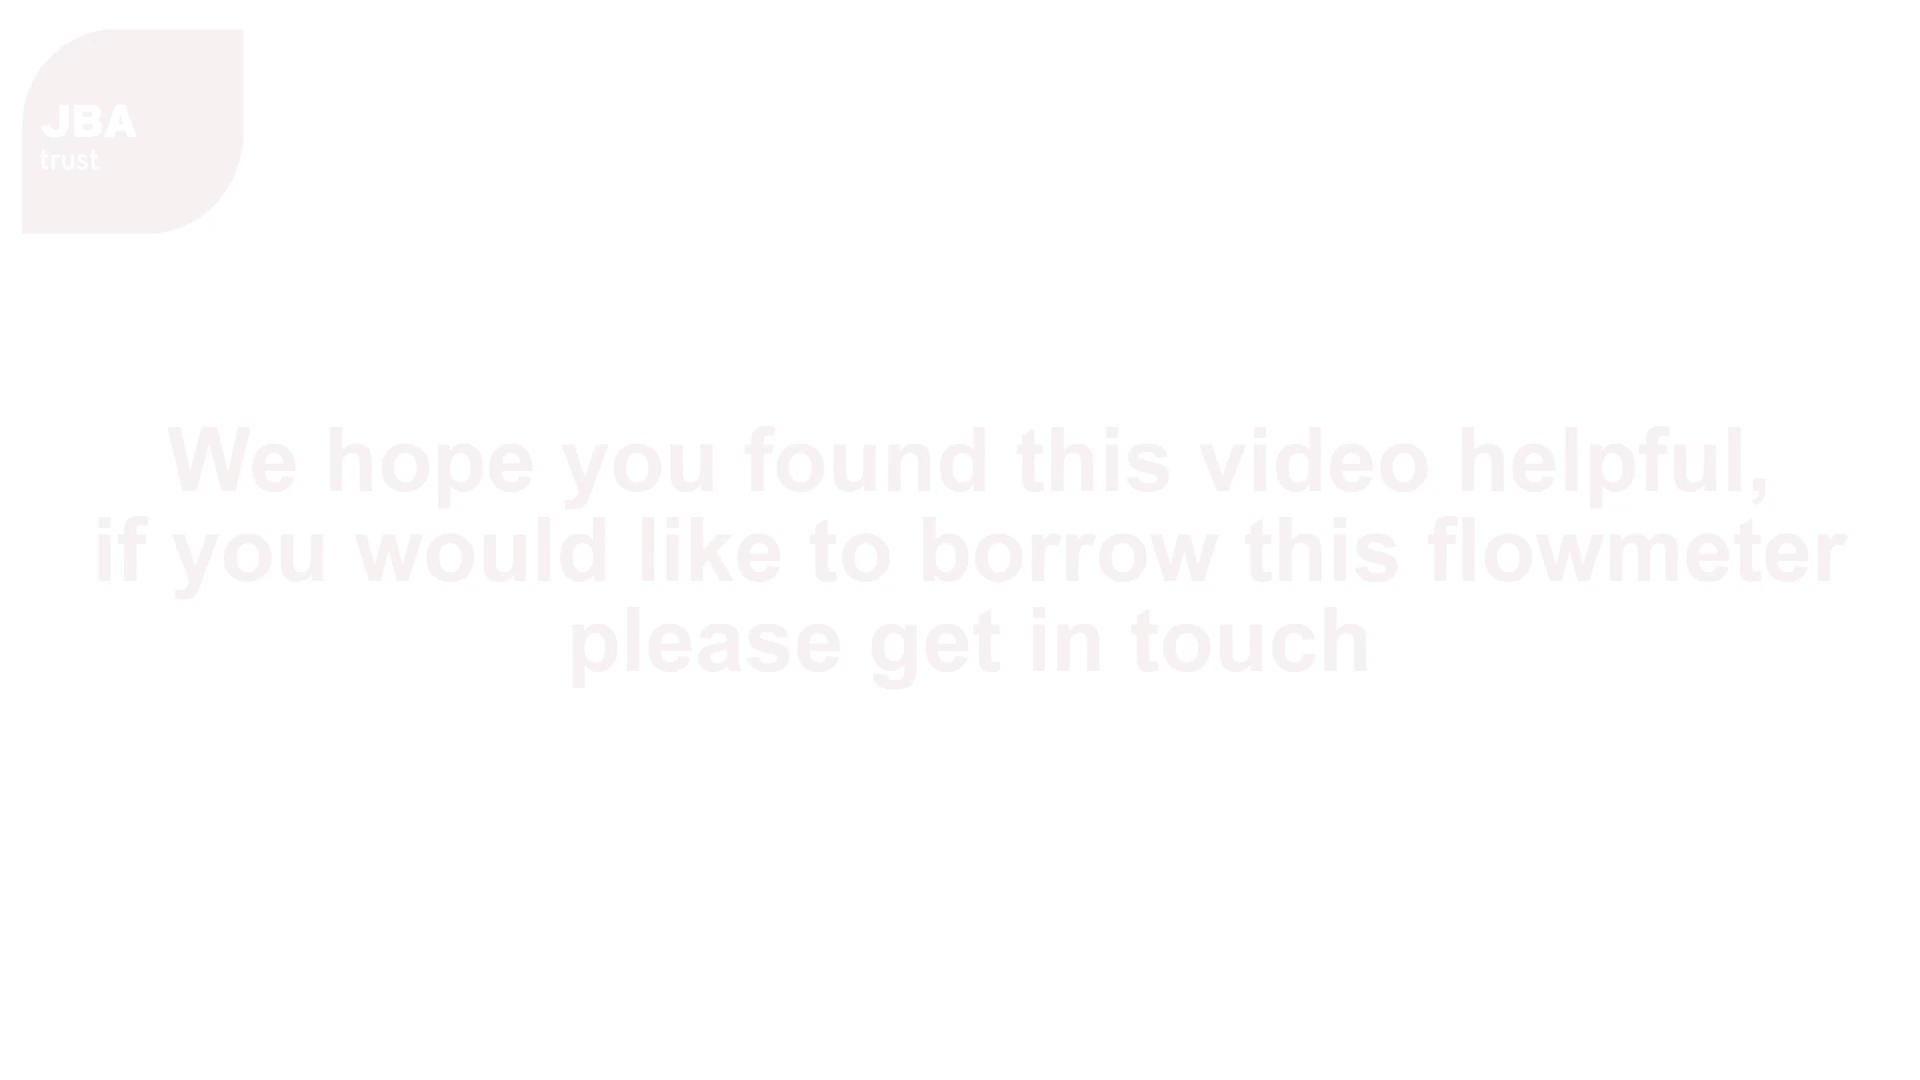 JBA
trust
We hope you found this video helpful,
if you would like to borrow this flowmeter
please get in touch